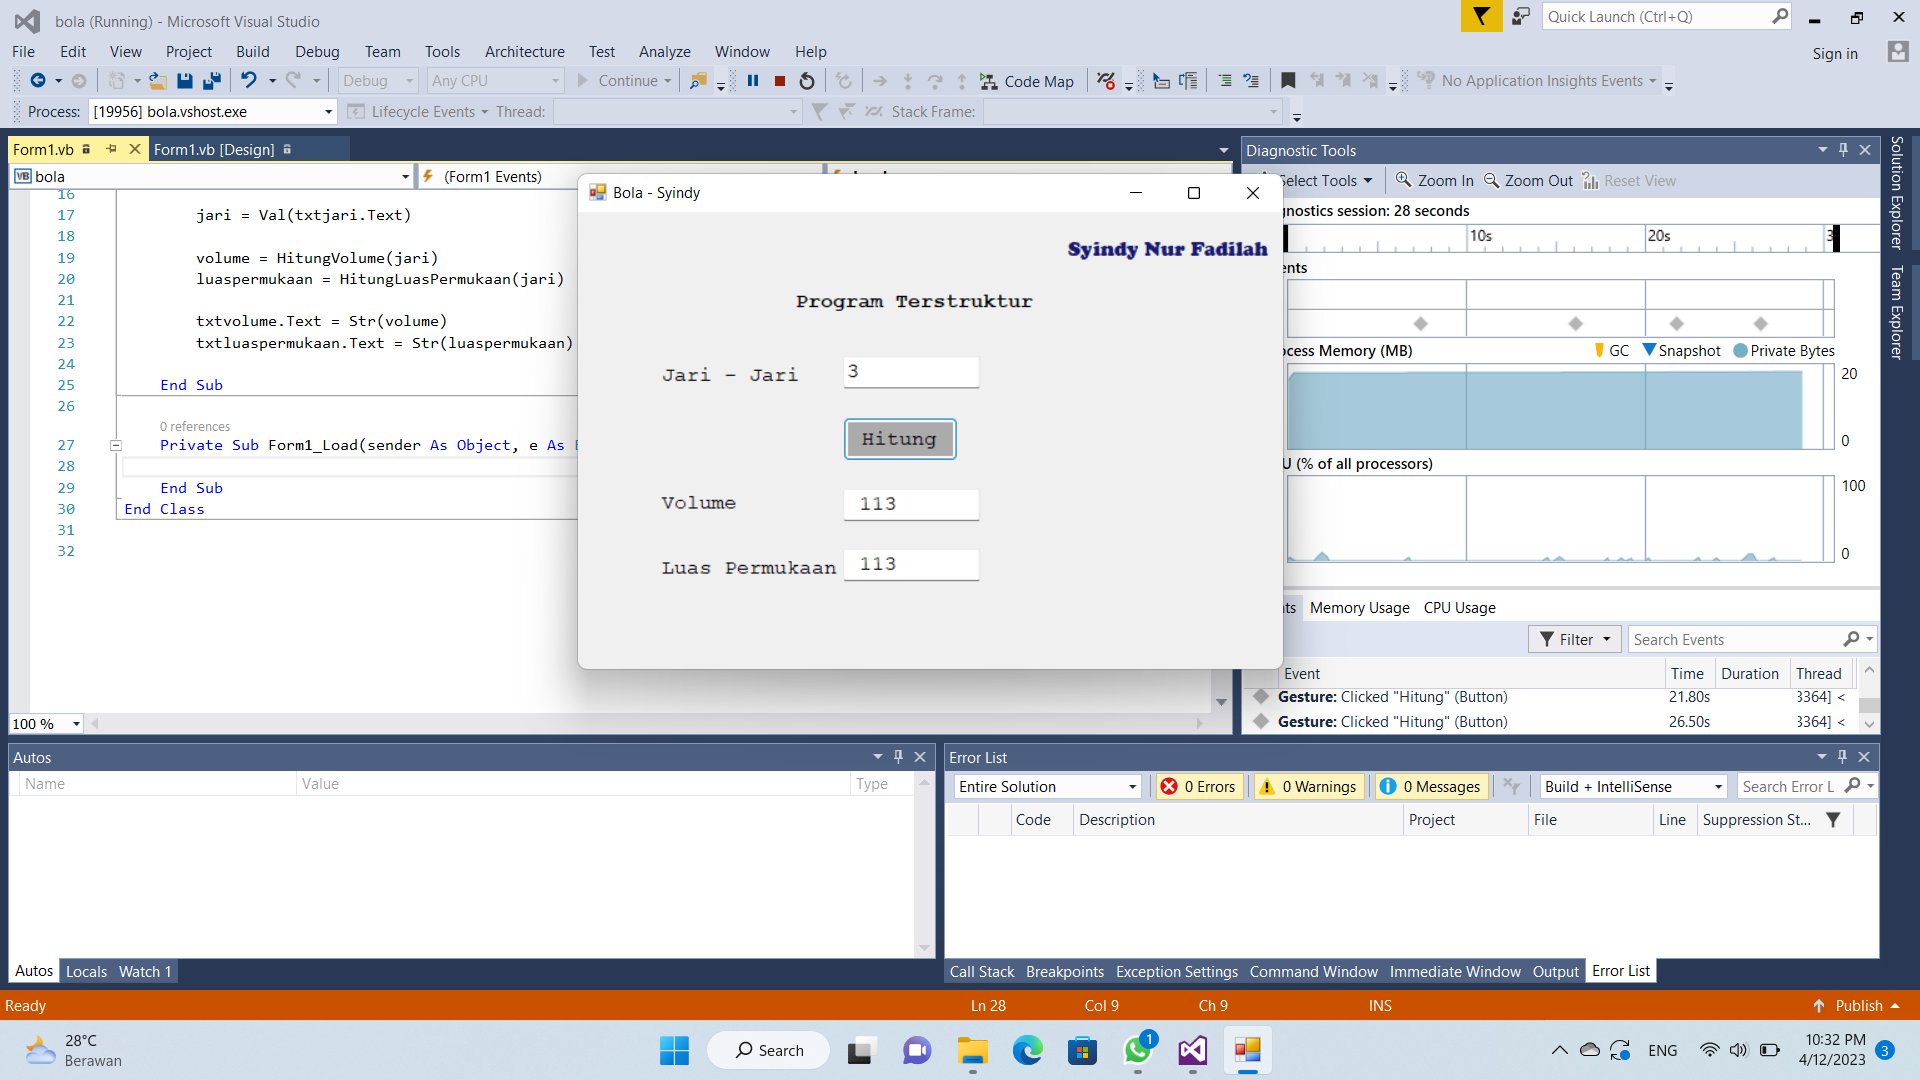 bola (Running) - Microsoft Visual Studio
Quick Launch (Ctrl+Q)
File Edit View Project Build Debug Team Tools Architecture Test Analyze Window Help
Sign in
Debug Any CPU Continue Code Map No Application Insights Events
Process: [19956] bola.vshost.exe Lifecycle Events Thread: Stack Frame:
Form1.vb Form1.vb [Design]
VB bola (Form1 Events)
16
17 jari = Val(txtjari.Text)
18
19 volume = HitungVolume(jari)
20 luaspermukaan = HitungLuasPermukaan(jari)
21
22 txtvolume.Text = Str(volume)
23 txtluaspermukaan.Text = Str(luaspermukaan)
24
25 End Sub
26
0 references
27 Private Sub Form1_Load(sender As Object, e As
28
29 End Sub
30 End Class
31
32
100 %
Bola - Syindy
Syindy Nur Fadilah
Program Terstruktur
Jari - Jari 3
Hitung
Volume 113
Luas Permukaan 113
Diagnostic Tools
Select Tools Zoom In Zoom Out Reset View
gnostics session: 28 seconds
10s 20s 3
ents
ocess Memory (MB) GC Snapshot Private Bytes
20
0
U (% of all processors)
100
0
ts Memory Usage CPU Usage
Filter Search Events
Event Time Duration Thread
Gesture: Clicked "Hitung" (Button) 21.80s 3364] <
Gesture: Clicked "Hitung" (Button) 26.50s 3364] <
Solution Explorer
Team Explorer
Autos
Name Value Type
Autos Locals Watch 1
Error List
Entire Solution 0 Errors 0 Warnings 0 Messages Build + IntelliSense Search Error L
Code Description Project File Line Suppression St...
Call Stack Breakpoints Exception Settings Command Window Immediate Window Output Error List
Ready Ln 28 Col 9 Ch 9 INS Publish
28°C
Berawan
Search
1
ENG
10:32 PM
4/12/2023
3